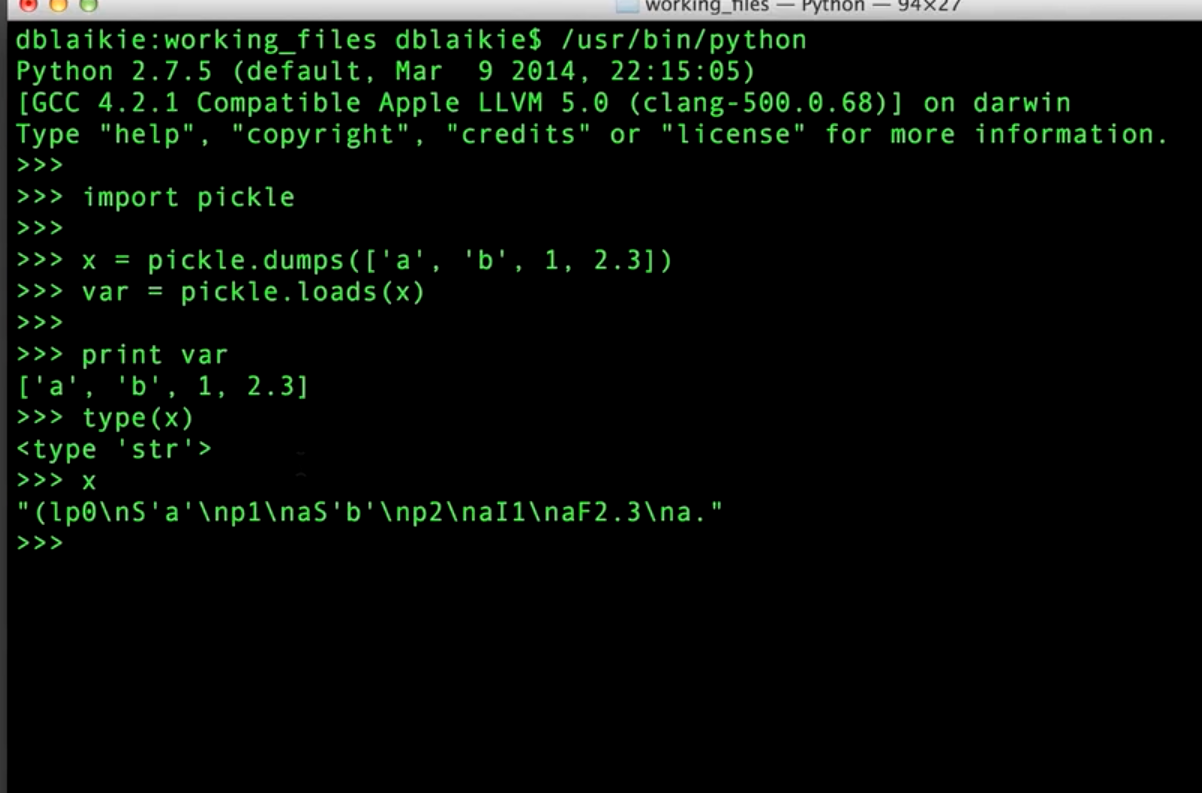 working_files — Python — 94×27
dblaikie:working_files dblaikie$ /usr/bin/python
Python 2.7.5 (default, Mar  9 2014, 22:15:05)
[GCC 4.2.1 Compatible Apple LLVM 5.0 (clang-500.0.68)] on darwin
Type "help", "copyright", "credits" or "license" for more information.
>>>
>>> import pickle
>>>
>>> x = pickle.dumps(['a', 'b', 1, 2.3])
>>> var = pickle.loads(x)
>>>
>>> print var
['a', 'b', 1, 2.3]
>>> type(x)
<type 'str'>
>>> x
"(lp0\nS'a'\np1\naS'b'\np2\naI1\naF2.3\na."
>>>